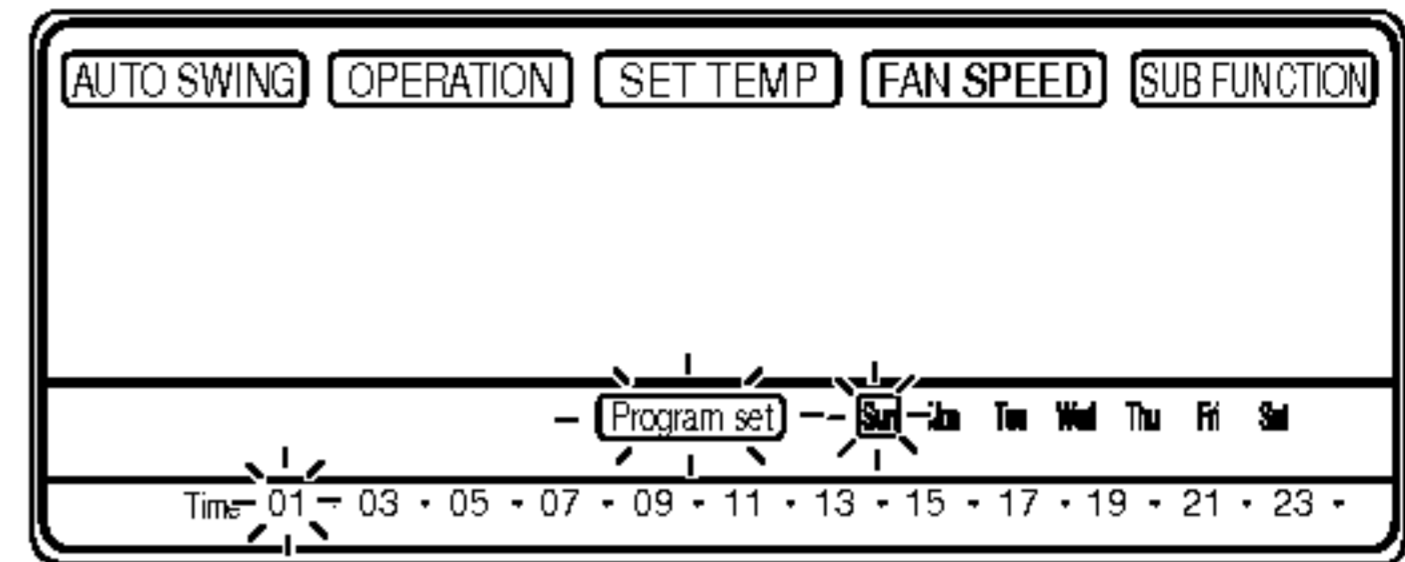 AUTO SWING OPERATION SET TEMP FAN SPEED SUB FUNCTION
Program set Sun Mon Tue Wed Thu Fri Sat
Time 01 · 03 · 05 · 07 · 09 · 11 · 13 · 15 · 17 · 19 · 21 · 23 ·